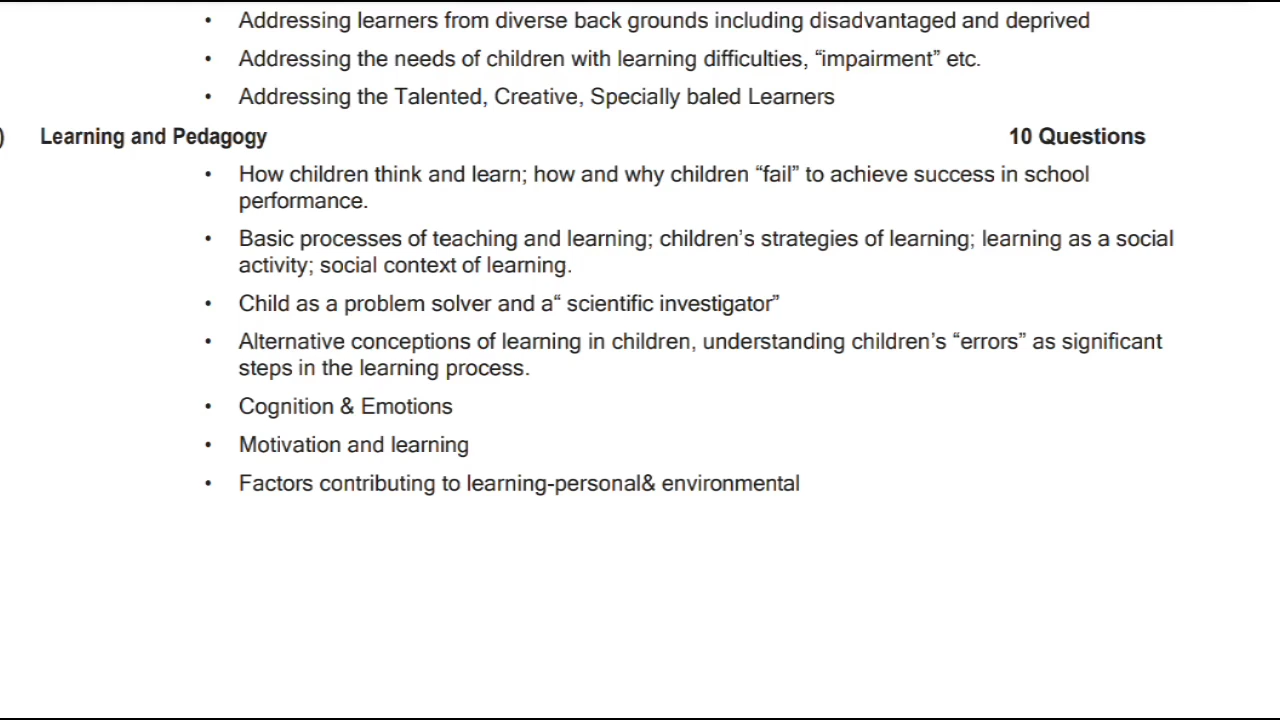 • Addressing learners from diverse back grounds including disadvantaged and deprived
• Addressing the needs of children with learning difficulties, “impairment” etc.
• Addressing the Talented, Creative, Specially baled Learners
) Learning and Pedagogy 10 Questions
• How children think and learn; how and why children “fail” to achieve success in school
performance.
• Basic processes of teaching and learning; children’s strategies of learning; learning as a social
activity; social context of learning.
• Child as a problem solver and a“ scientific investigator”
• Alternative conceptions of learning in children, understanding children’s “errors” as significant
steps in the learning process.
• Cognition & Emotions
• Motivation and learning
• Factors contributing to learning-personal& environmental